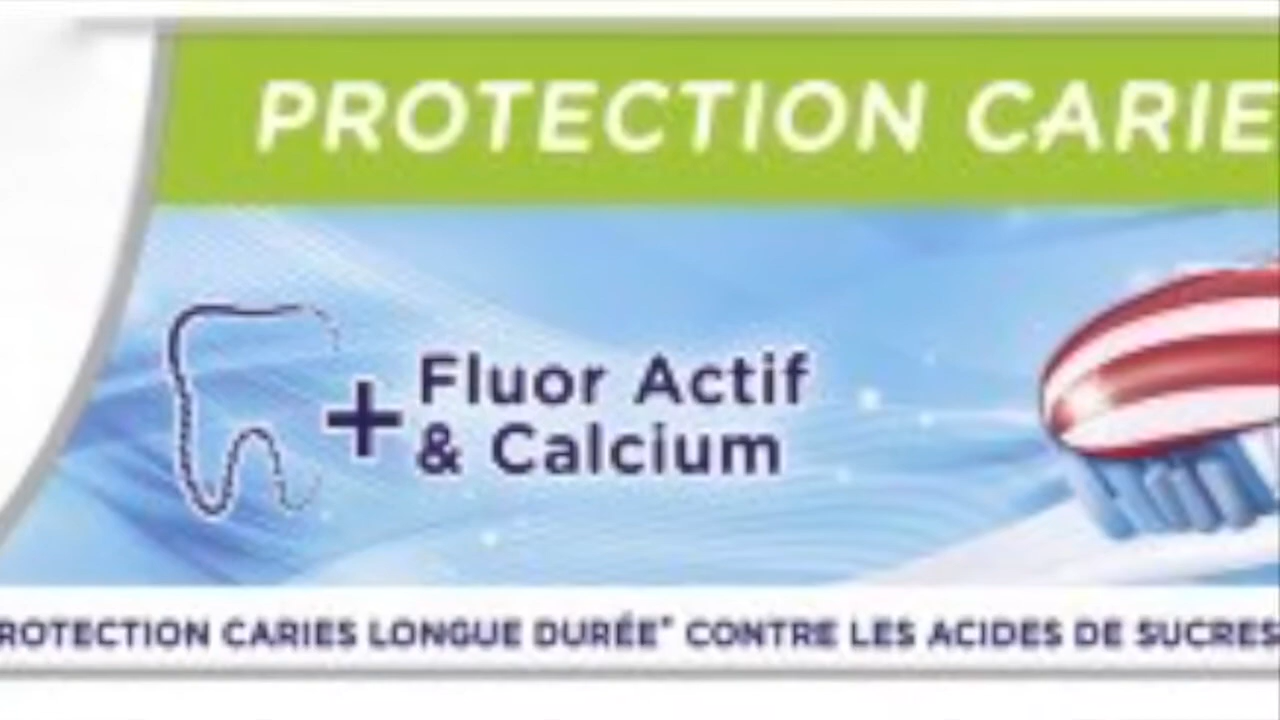 PROTECTION CARIE
+ Fluor Actif
& Calcium
ROTECTION CARIES LONGUE DURÉE* CONTRE LES ACIDES DE SUCRES